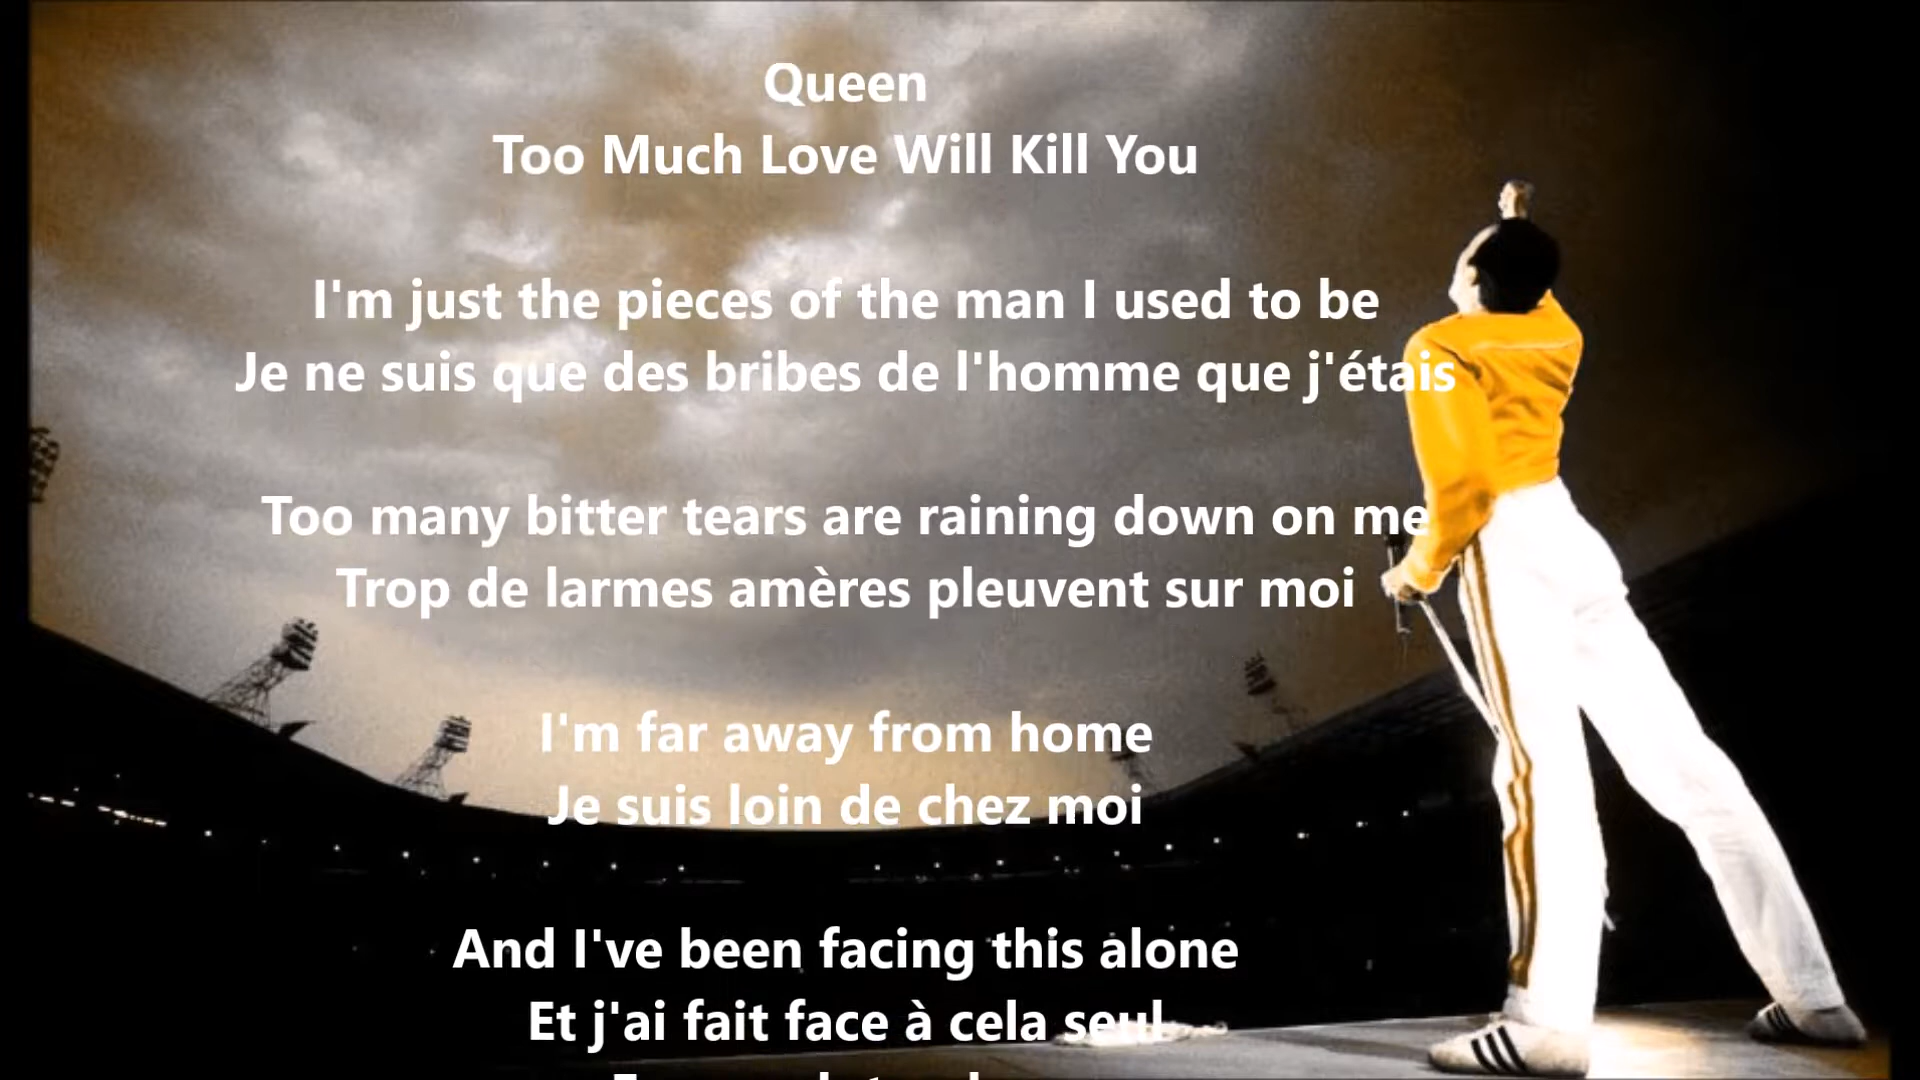 Queen
Too Much Love Will Kill You
I'm just the pieces of the man I used to be
Je ne suis que des bribes de l'homme que j'étais
Too many bitter tears are raining down on me
Trop de larmes amères pleuvent sur moi
I'm far away from home
Je suis loin de chez moi
And I've been facing this alone
Et j'ai fait face à cela seul